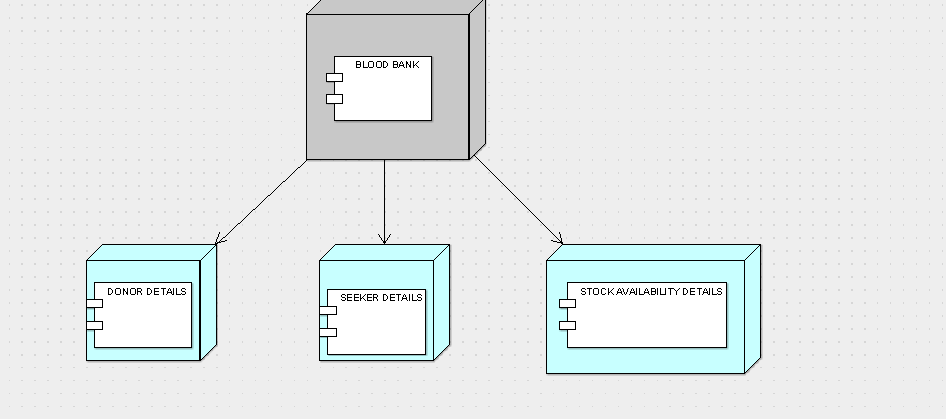 BLOOD BANK
DONOR DETAILS
SEEKER DETAILS
STOCK AVAILABILITY DETAILS